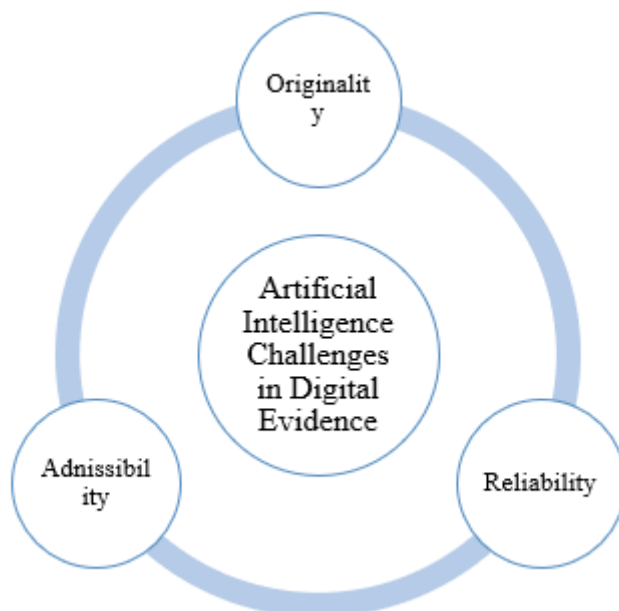 Originalit
y
Artificial
Intelligence
Challenges
in Digital
Evidence
Adnissibil
ity
Reliability